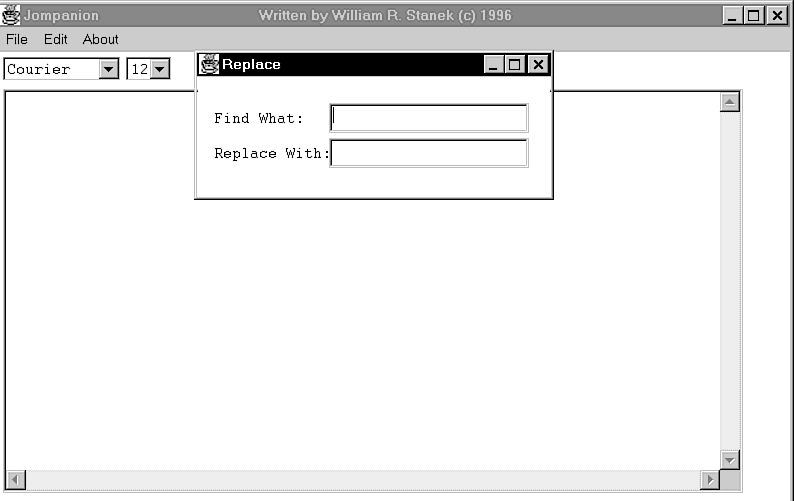 Jompanion Written by William R. Stanek (c) 1996
File Edit About
Courier 12
Replace
Find What:
Replace With: